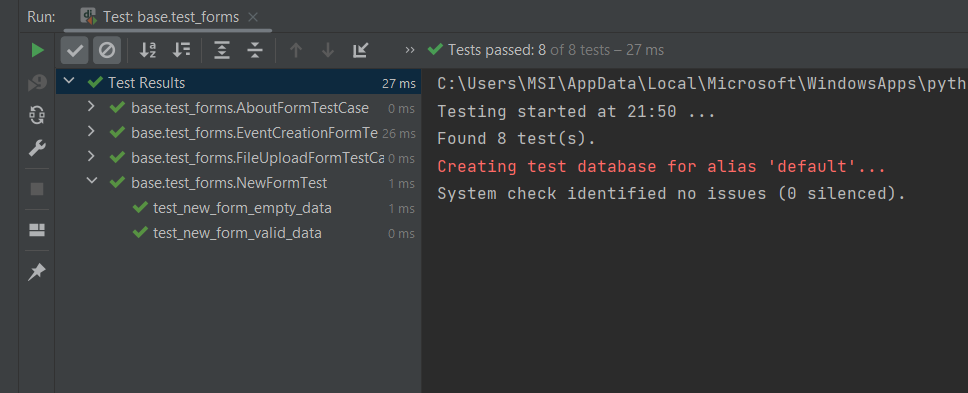 Run: Test: base.test_forms
Tests passed: 8 of 8 tests – 27 ms
Test Results 27 ms
base.test_forms.AboutFormTestCase 0 ms
base.test_forms.EventCreationFormTe 26 ms
base.test_forms.FileUploadFormTestCa 0 ms
base.test_forms.NewFormTest 1 ms
test_new_form_empty_data 1 ms
test_new_form_valid_data 0 ms
C:\Users\MSI\AppData\Local\Microsoft\WindowsApps\pyth
Testing started at 21:50 ...
Found 8 test(s).
Creating test database for alias 'default'...
System check identified no issues (0 silenced).